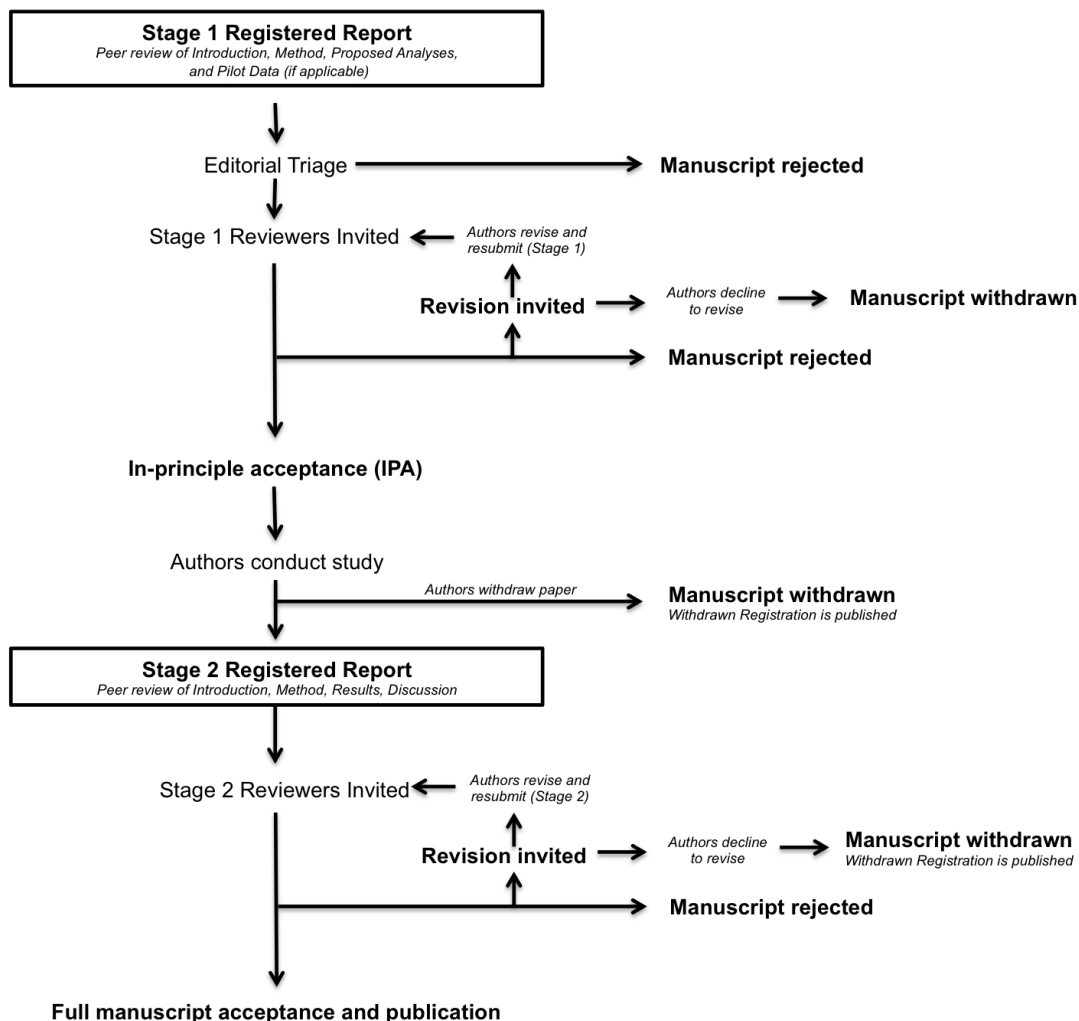 Stage 1 Registered Report
Peer review of Introduction, Method, Proposed Analyses,
and Pilot Data (if applicable)
Editorial Triage
Manuscript rejected
Stage 1 Reviewers Invited
Authors revise and
resubmit (Stage 1)
Revision invited
Authors decline
to revise
Manuscript withdrawn
Manuscript rejected
In-principle acceptance (IPA)
Authors conduct study
Authors withdraw paper
Manuscript withdrawn
Withdrawn Registration is published
Stage 2 Registered Report
Peer review of Introduction, Method, Results, Discussion
Stage 2 Reviewers Invited
Authors revise and
resubmit (Stage 2)
Revision invited
Authors decline
to revise
Manuscript withdrawn
Withdrawn Registration is published
Manuscript rejected
Full manuscript acceptance and publication